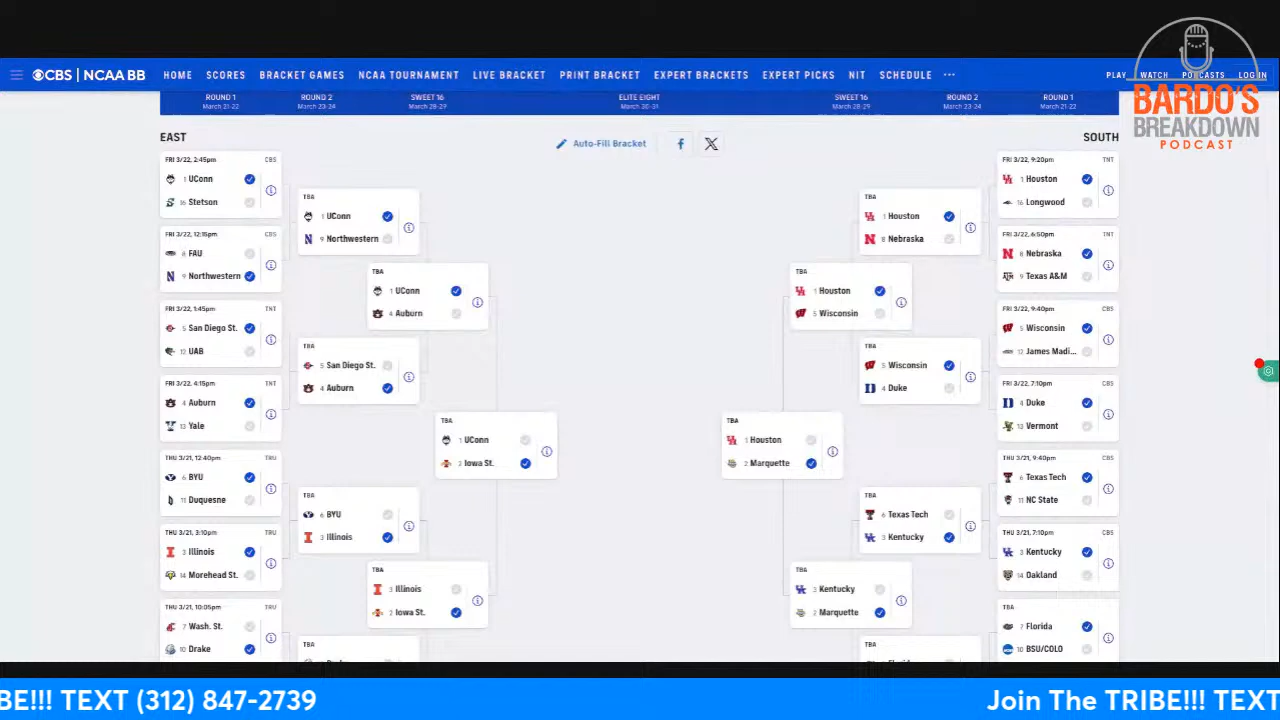 CBS | NCAA BB HOME SCORES BRACKET GAMES NCAA TOURNAMENT LIVE BRACKET PRINT BRACKET EXPERT BRACKETS EXPERT PICKS NIT SCHEDULE ••• PLAY WATCH PODCASTS LOG IN
BARDO'S
BREAKDOWN
PODCAST
ROUND 1 ROUND 2 SWEET 16 ELITE EIGHT SWEET 16 ROUND 2 ROUND 1
March 21-22 March 23-24 March 28-29 March 30-31 March 28-29 March 23-24 March 21-22
EAST
Auto-Fill Bracket
SOUTH
FRI 3/22, 2:45pm CBS
1 UConn
16 Stetson
FRI 3/22, 12:15pm CBS
8 FAU
9 Northwestern
FRI 3/22, 1:45pm TNT
5 San Diego St.
12 UAB
FRI 3/22, 4:15pm TNT
4 Auburn
13 Yale
THU 3/21, 12:40pm TRU
6 BYU
11 Duquesne
THU 3/21, 3:10pm TRU
3 Illinois
14 Morehead St.
THU 3/21, 10:05pm TRU
7 Wash. St.
10 Drake
TBA
1 UConn
9 Northwestern
TBA
5 San Diego St.
4 Auburn
TBA
6 BYU
3 Illinois
TBA
TBA
1 UConn
4 Auburn
TBA
3 Illinois
2 Iowa St.
TBA
1 UConn
2 Iowa St.
TBA
1 Houston
2 Marquette
TBA
1 Houston
5 Wisconsin
TBA
3 Kentucky
2 Marquette
TBA
1 Houston
8 Nebraska
TBA
5 Wisconsin
4 Duke
TBA
6 Texas Tech
3 Kentucky
TBA
FRI 3/22, 9:20pm TNT
1 Houston
16 Longwood
FRI 3/22, 6:50pm TNT
8 Nebraska
9 Texas A&M
FRI 3/22, 9:40pm CBS
5 Wisconsin
12 James Madi...
FRI 3/22, 7:10pm CBS
4 Duke
13 Vermont
THU 3/21, 9:40pm CBS
6 Texas Tech
11 NC State
THU 3/21, 7:10pm CBS
3 Kentucky
14 Oakland
TBA
7 Florida
10 BSU/COLO
BE!!! TEXT (312) 847-2739 Join The TRIBE!!! TEXT